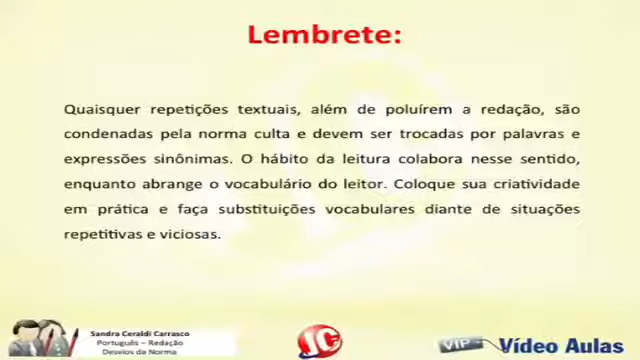 Lembrete:
Quaisquer repetições textuais, além de poluírem a redação, são
condenadas pela norma culta e devem ser trocadas por palavras e
expressões sinônimas. O hábito da leitura colabora nesse sentido,
enquanto abrange o vocabulário do leitor. Coloque sua criatividade
em prática e faça substituições vocabulares diante de situações
repetitivas e viciosas.
Sandra Ceraldi Carrasco
Português – Redação
Desvios da Norma
VIP Vídeo Aulas